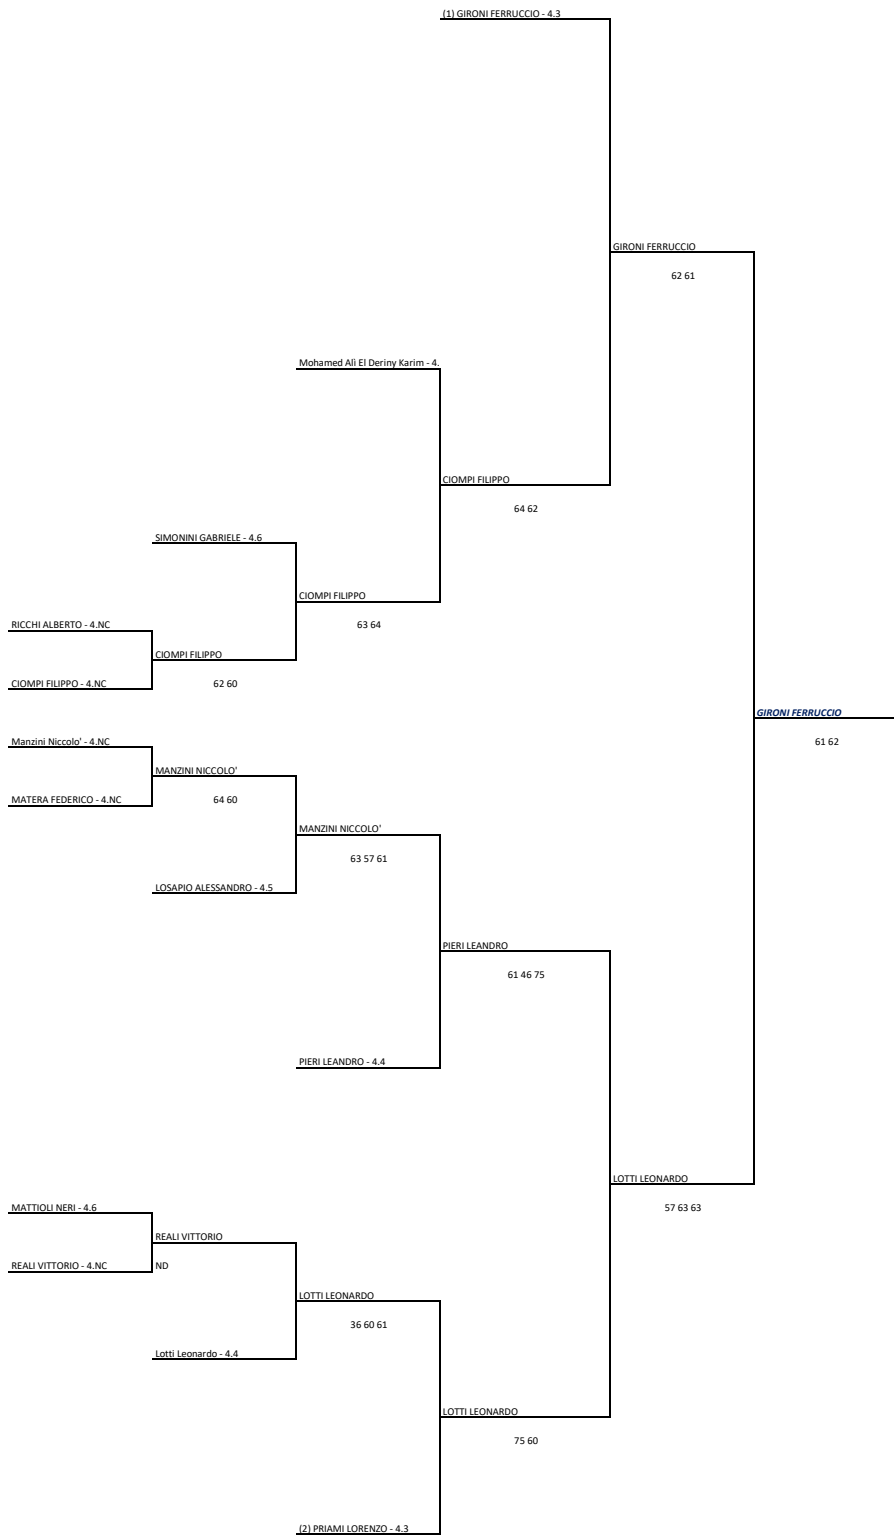 (1) GIRONI FERRUCCIO - 4.3
GIRONI FERRUCCIO
62 61
Mohamed Alì El Deriny Karim - 4.
CIOMPI FILIPPO
64 62
SIMONINI GABRIELE - 4.6
CIOMPI FILIPPO
RICCHI ALBERTO - 4.NC
63 64
CIOMPI FILIPPO
CIOMPI FILIPPO - 4.NC
62 60
GIRONI FERRUCCIO
Manzini Niccolo' - 4.NC
61 62
MANZINI NICCOLO'
MATERA FEDERICO - 4.NC
64 60
MANZINI NICCOLO'
63 57 61
LOSAPIO ALESSANDRO - 4.5
PIERI LEANDRO
61 46 75
PIERI LEANDRO - 4.4
LOTTI LEONARDO
MATTIOLI NERI - 4.6
57 63 63
REALI VITTORIO
REALI VITTORIO - 4.NC
ND
LOTTI LEONARDO
36 60 61
Lotti Leonardo - 4.4
LOTTI LEONARDO
75 60
(2) PRIAMI LORENZO - 4.3